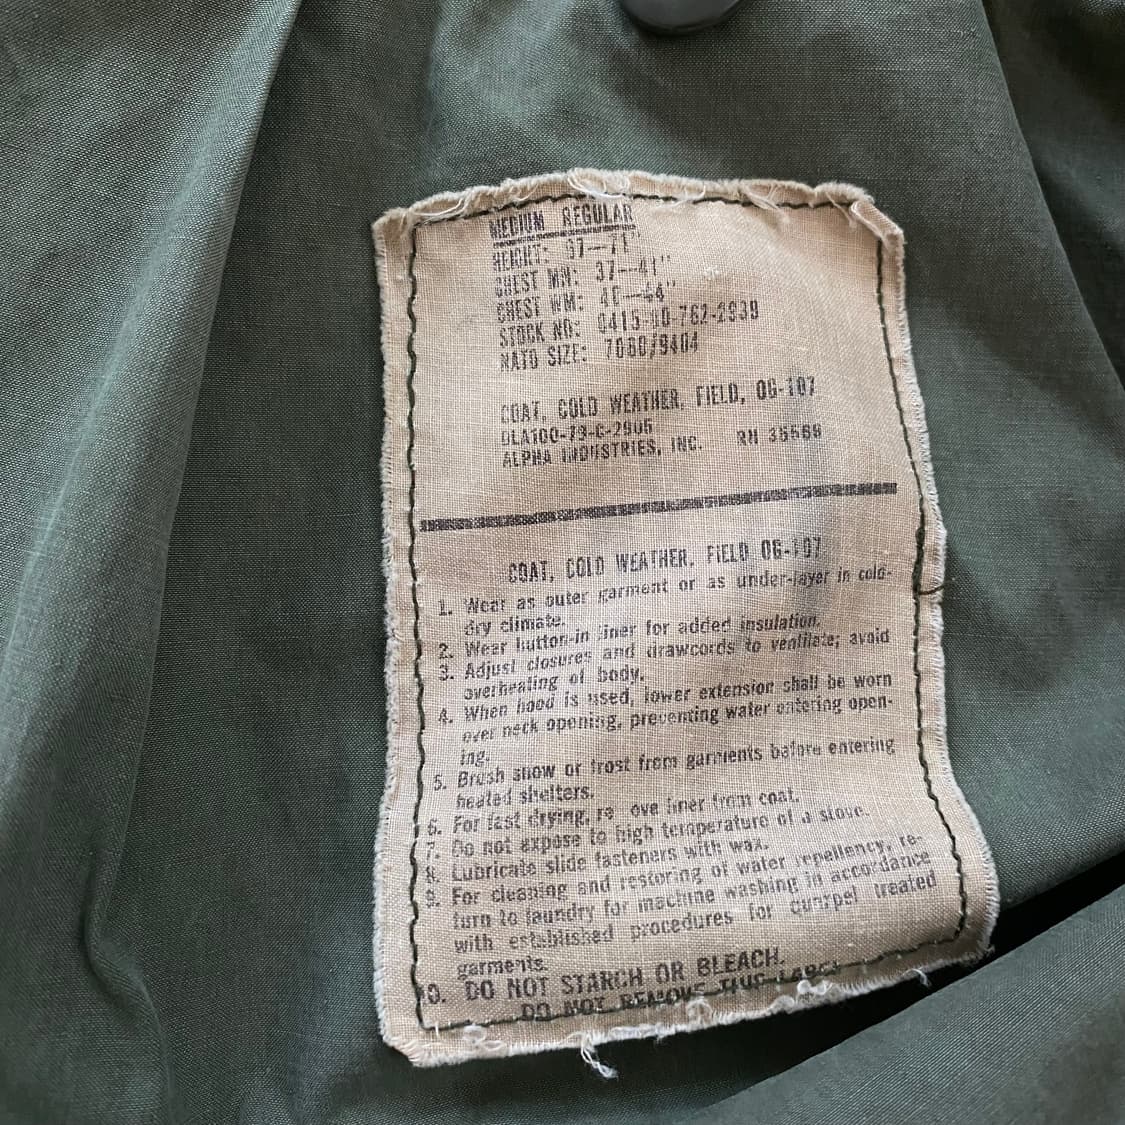 MEDIUM REGULAR
HEIGHT: 67—71"
CHEST MN: 37—41"
CHEST WM: 40—44"
STOCK NO: 8415-00-782-2939
NATO SIZE: 7080/9404
COAT, COLD WEATHER, FIELD, OG-107
DLA100-79-C-2906
ALPHA INDUSTRIES, INC. RN 35569
COAT, COLD WEATHER, FIELD OG-107
1. Wear as outer garment or as under-layer in cold-
dry climate.
2. Wear button-in liner for added insulation.
3. Adjust closures and drawcords to ventilate; avoid
overheating of body.
4. When hood is used, lower extension shall be worn
over neck opening, preventing water entering open-
ing.
5. Brush snow or frost from garments before entering
heated shelters.
6. For fast drying, re ove liner from coat.
7. Do not expose to high temperature of a stove.
8. Lubricate slide fasteners with wax.
9. For cleaning and restoring of water repellency, re-
turn to laundry for machine washing in accordance
with established procedures for Quarpel treated
garments.
10. DO NOT STARCH OR BLEACH.
DO NOT REMOVE THIS LABEL